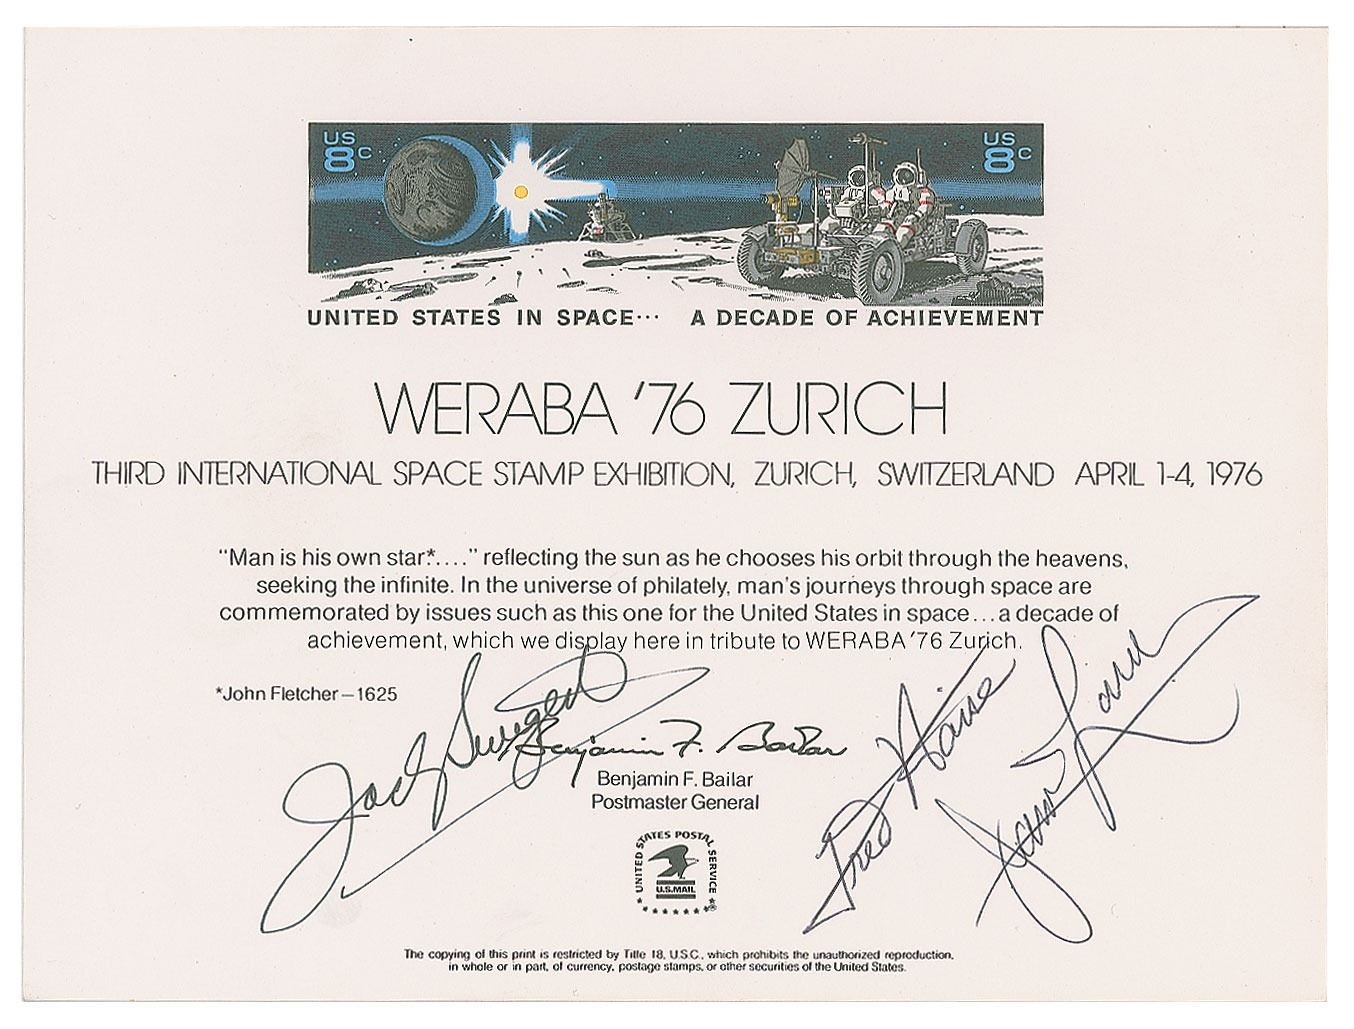 US 8c US 8c
UNITED STATES IN SPACE... A DECADE OF ACHIEVEMENT
WERABA '76 ZURICH
THIRD INTERNATIONAL SPACE STAMP EXHIBITION, ZURICH, SWITZERLAND APRIL 1-4, 1976
“Man is his own star*....” reflecting the sun as he chooses his orbit through the heavens,
seeking the infinite. In the universe of philately, man's journeys through space are
commemorated by issues such as this one for the United States in space...a decade of
achievement, which we display here in tribute to WERABA '76 Zurich.
*John Fletcher—1625
Jack Swigert
Benjamin F. Bailar
Fred Haise
James Lovell
Benjamin F. Bailar
Postmaster General
UNITED STATES POSTAL SERVICE
U.S.MAIL
The copying of this print is restricted by Title 18, U.S.C., which prohibits the unauthorized reproduction,
in whole or in part, of currency, postage stamps, or other securities of the United States.